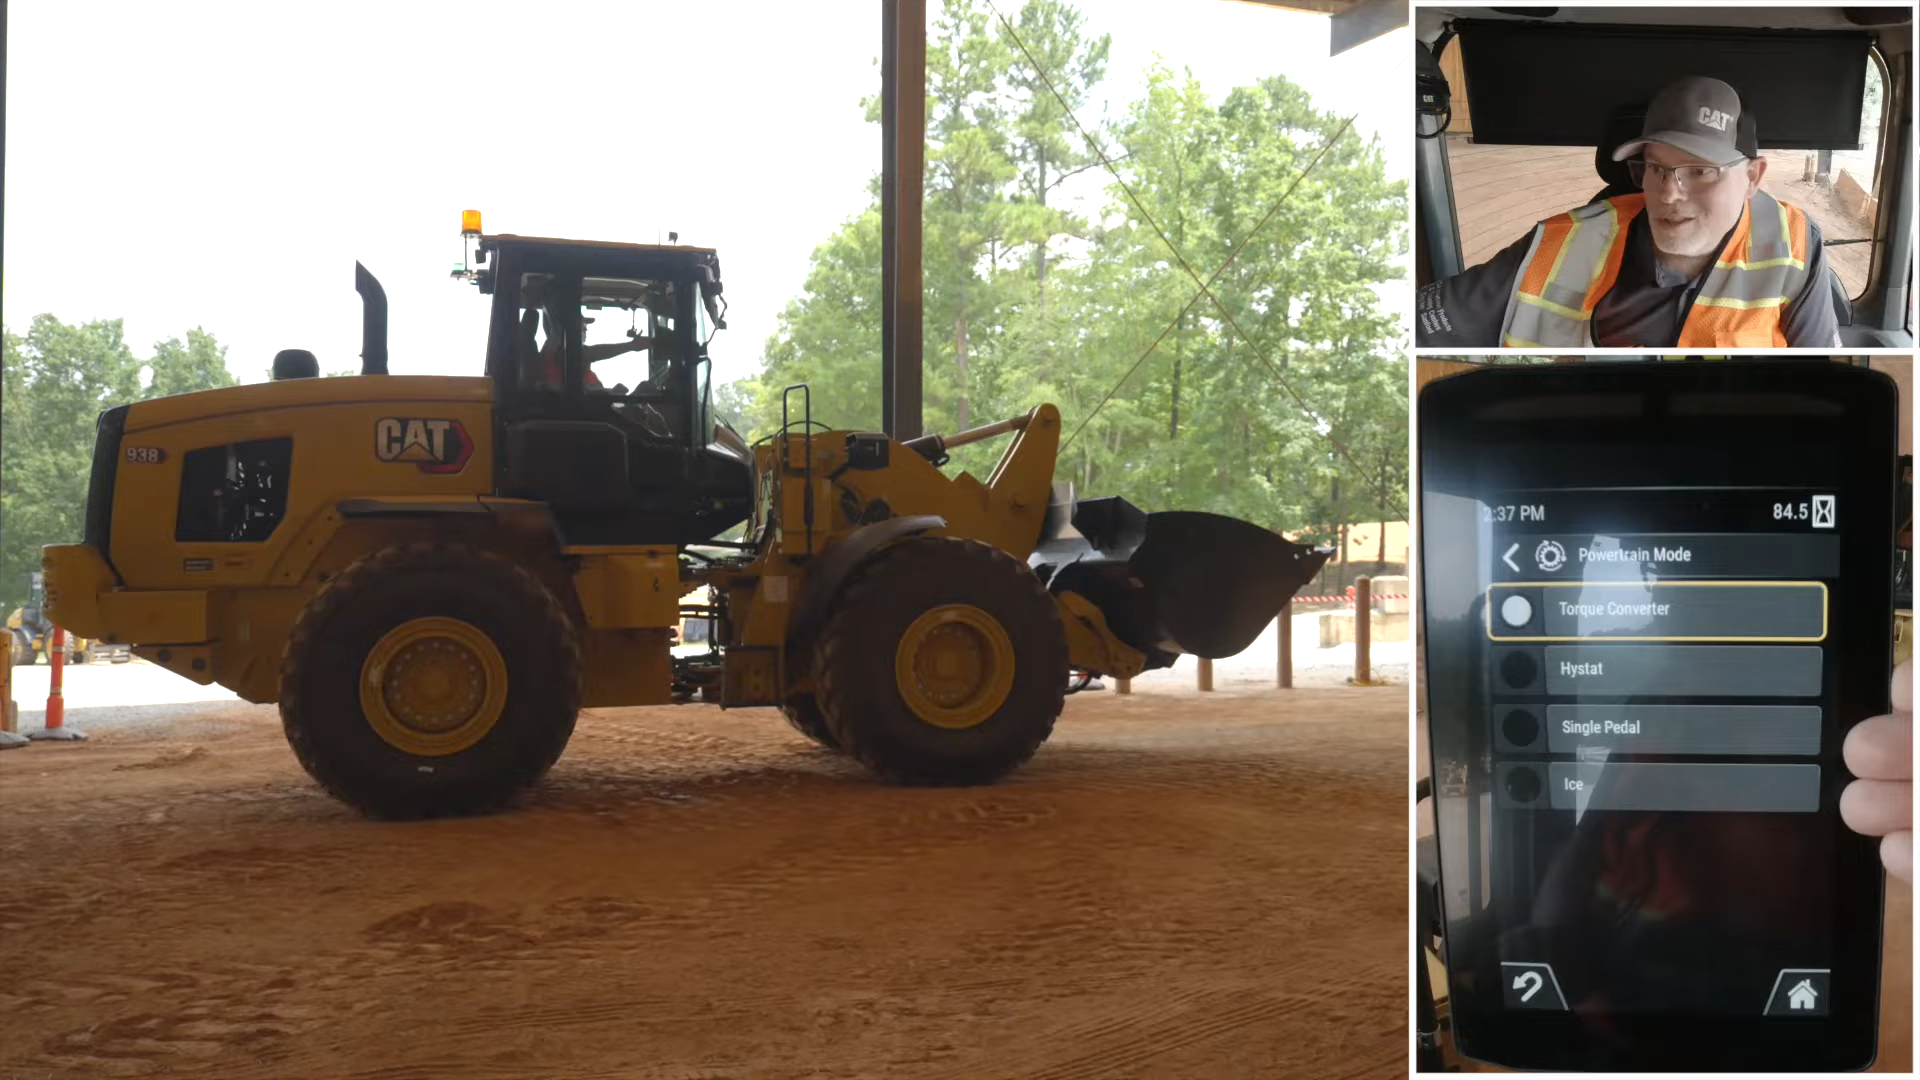 CAT
938
CAT
:37 PM
84.5
Powertrain Mode
Torque Converter
Hystat
Single Pedal
Ice